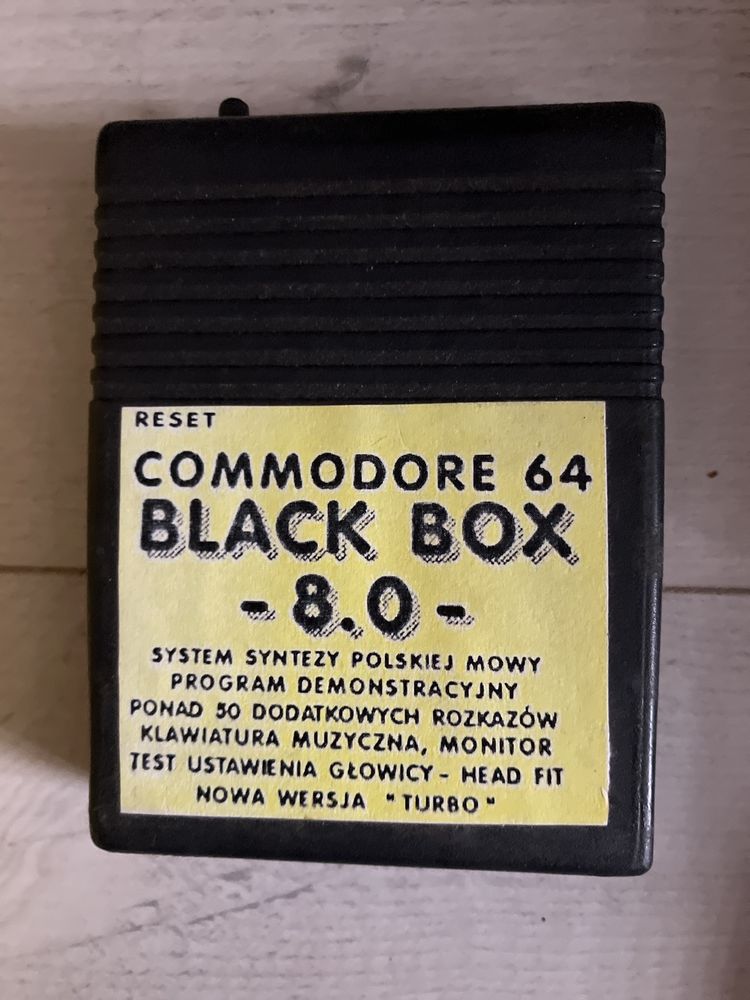 RESET
COMMODORE 64
BLACK BOX
- 8.0 -
SYSTEM SYNTEZY POLSKIEJ MOWY
PROGRAM DEMONSTRACYJNY
PONAD 50 DODATKOWYCH ROZKAZÓW
KLAWIATURA MUZYCZNA, MONITOR
TEST USTAWIENIA GŁOWICY - HEAD FIT
NOWA WERSJA "TURBO"